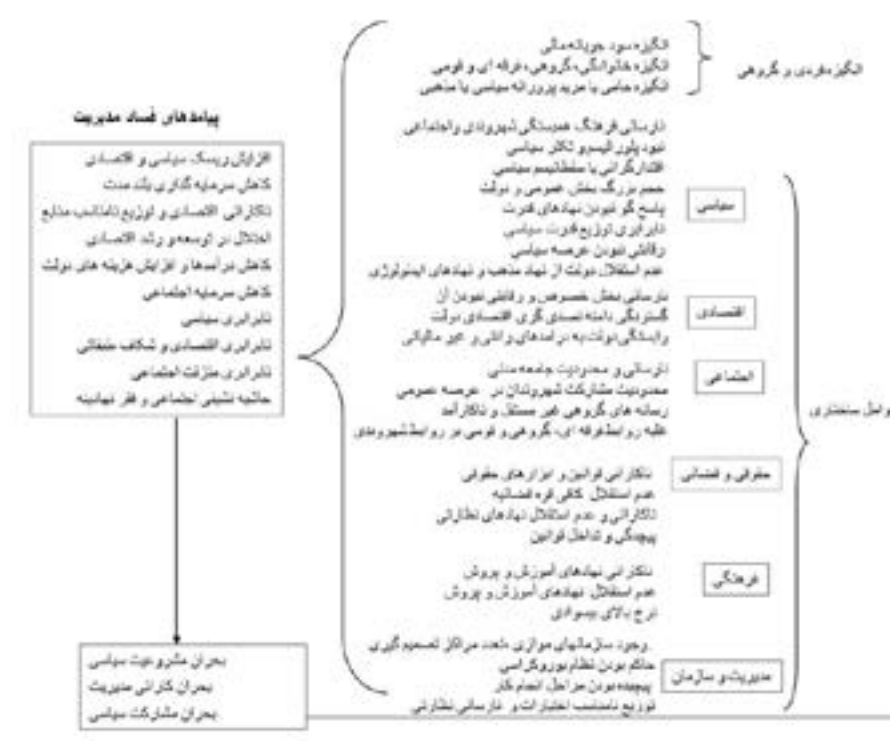 انگیزه سود جویانه مالی
انگیزه خانوادگی، گروهی، فرقه ای و قومی
انگیزه حامی یا مرید پرورانه سیاسی یا مذهبی
انگیزه فردی و گروهی
نارسائی فرهنگ همبستگی شهروندی واجتماعی
نبود پلورالیسم و تکثر سیاسی
اقتدارگرائی یا سلطانیسم سیاسی
حجم بزرگ بخش عمومی و دولت
پاسخ گو نبودن نهادهای قدرت
نابرابری توزیع قدرت سیاسی
رقابتی نبودن عرصه سیاسی
عدم استقلال دولت از نهاد مذهب و نهادهای ایدئولوژی
سیاسی
نارسائی بخش خصوص و رقابتی نبودن آن
گستردگی دامنه تصدی گری اقتصادی دولت
وابستگی دولت به درآمدهای رانتی و غیر مالیاتی
اقتصادی
نارسائی و محدودیت جامعه مدنی
محدودیت مشارکت شهروندان در عرصه عمومی
رسانه های گروهی غیر مستقل و ناکارآمد
غلبه روابط فرقه ای، گروهی و قومی بر روابط شهروندی
اجتماعی
وامل ساختاری
ناکارائی قوانین و ابزارهای حقوقی
عدم استقلال کافی قوه قضائیه
ناکارائی و عدم استقلال نهادهای نظارتی
پیچیدگی و تداخل قوانین
حقوقی و قضائی
ناکارائی نهادهای آموزش و پروش
عدم استقلال نهادهای آموزش و پروش
نرخ بالای بیسوادی
فرهنگی
وجود سازمانهای موازی ,تعدد مراکز تصمیم گیری
حاکم بودن نظام بوروکراسی
پیچیده بودن مراحل انجام کار
توزیع نامناسب اختیارات و نارسائی نظارتی
مدیریت و سازمان
پیامدهای فساد مدیریت
افزایش ریسک سیاسی و اقتصادی
کاهش سرمایه گذاری بلند مدت
ناکارائی اقتصادی و توزیع نامناسب منابع
اختلال در توسعه و رشد اقتصادی
کاهش درآمدها و افزایش هزینه های دولت
کاهش سرمایه اجتماعی
نابرابری سیاسی
نابرابری اقتصادی و شکاف طبقاتی
نابرابری منزلت اجتماعی
حاشیه نشینی اجتماعی و فقر نهادینه
بحران مشروعیت سیاسی
بحران کارائی مدیریت
بحران مشارکت سیاسی